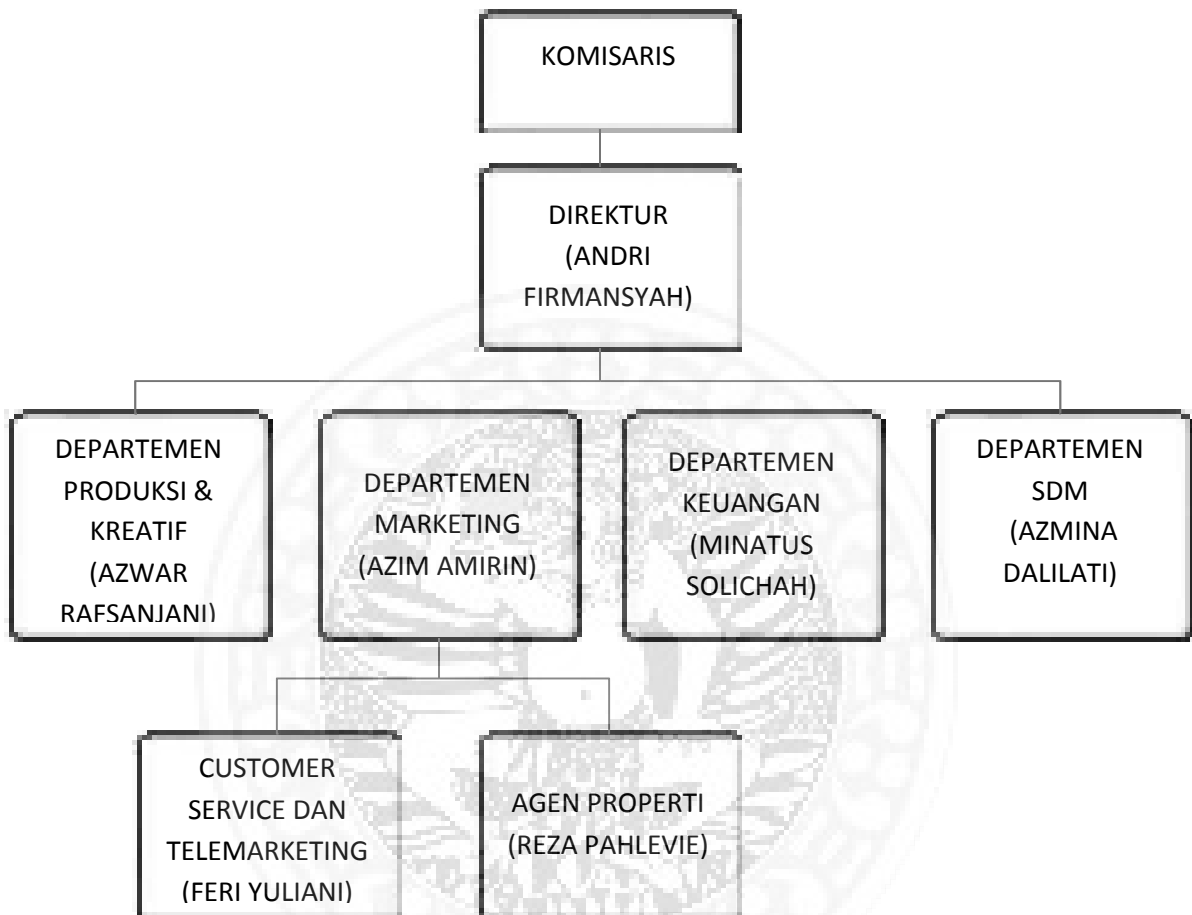 KOMISARIS
DIREKTUR
(ANDRI
FIRMANSYAH)
DEPARTEMEN
PRODUKSI &
KREATIF
(AZWAR
RAFSANJANI)
DEPARTEMEN
MARKETING
(AZIM AMIRIN)
DEPARTEMEN
KEUANGAN
(MINATUS
SOLICHAH)
DEPARTEMEN
SDM
(AZMINA
DALILATI)
CUSTOMER
SERVICE DAN
TELEMARKETING
(FERI YULIANI)
AGEN PROPERTI
(REZA PAHLEVIE)